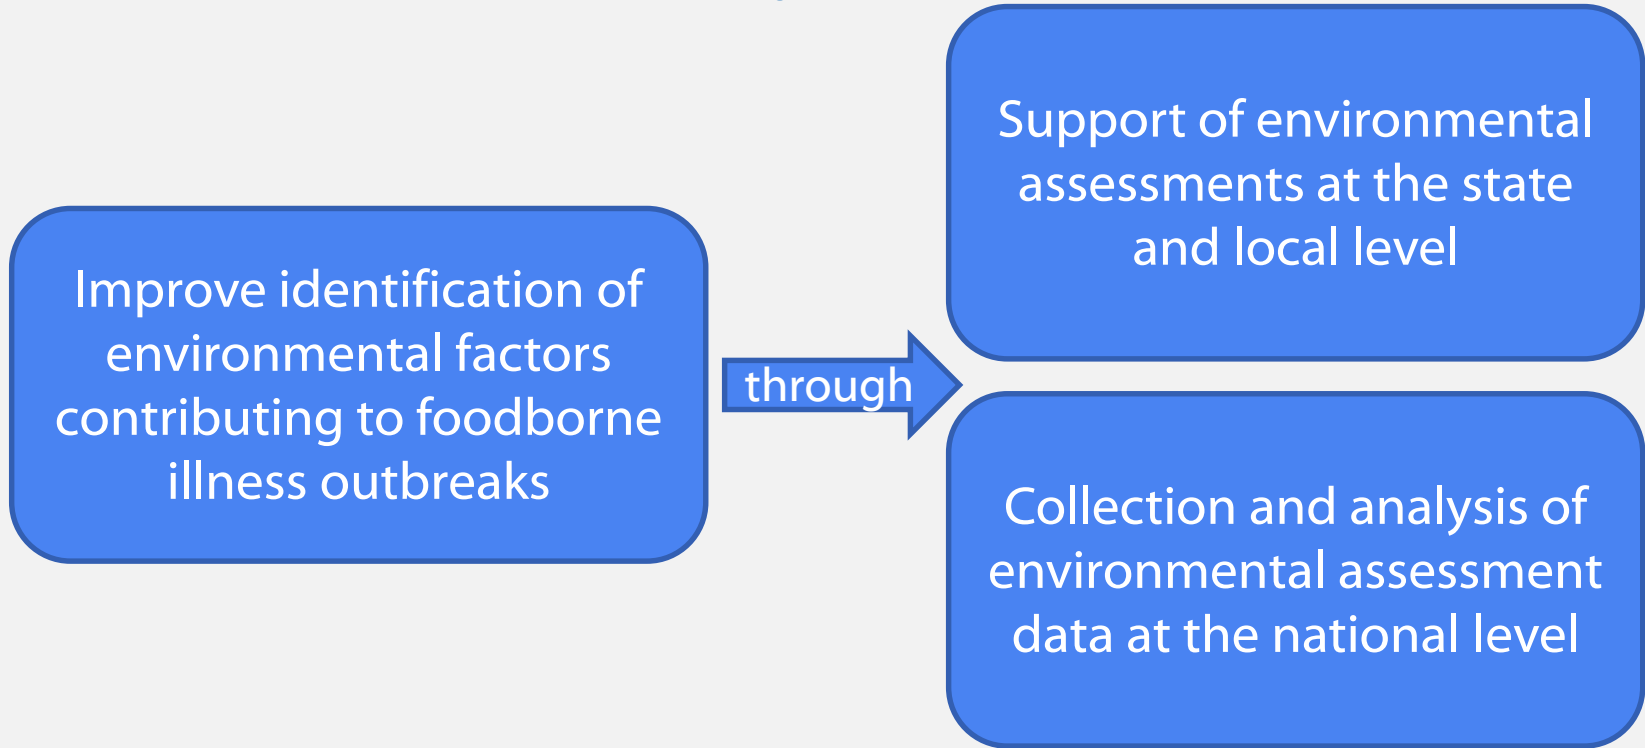 Improve identification of
environmental factors
contributing to foodborne
illness outbreaks
through
Support of environmental
assessments at the state
and local level
Collection and analysis of
environmental assessment
data at the national level